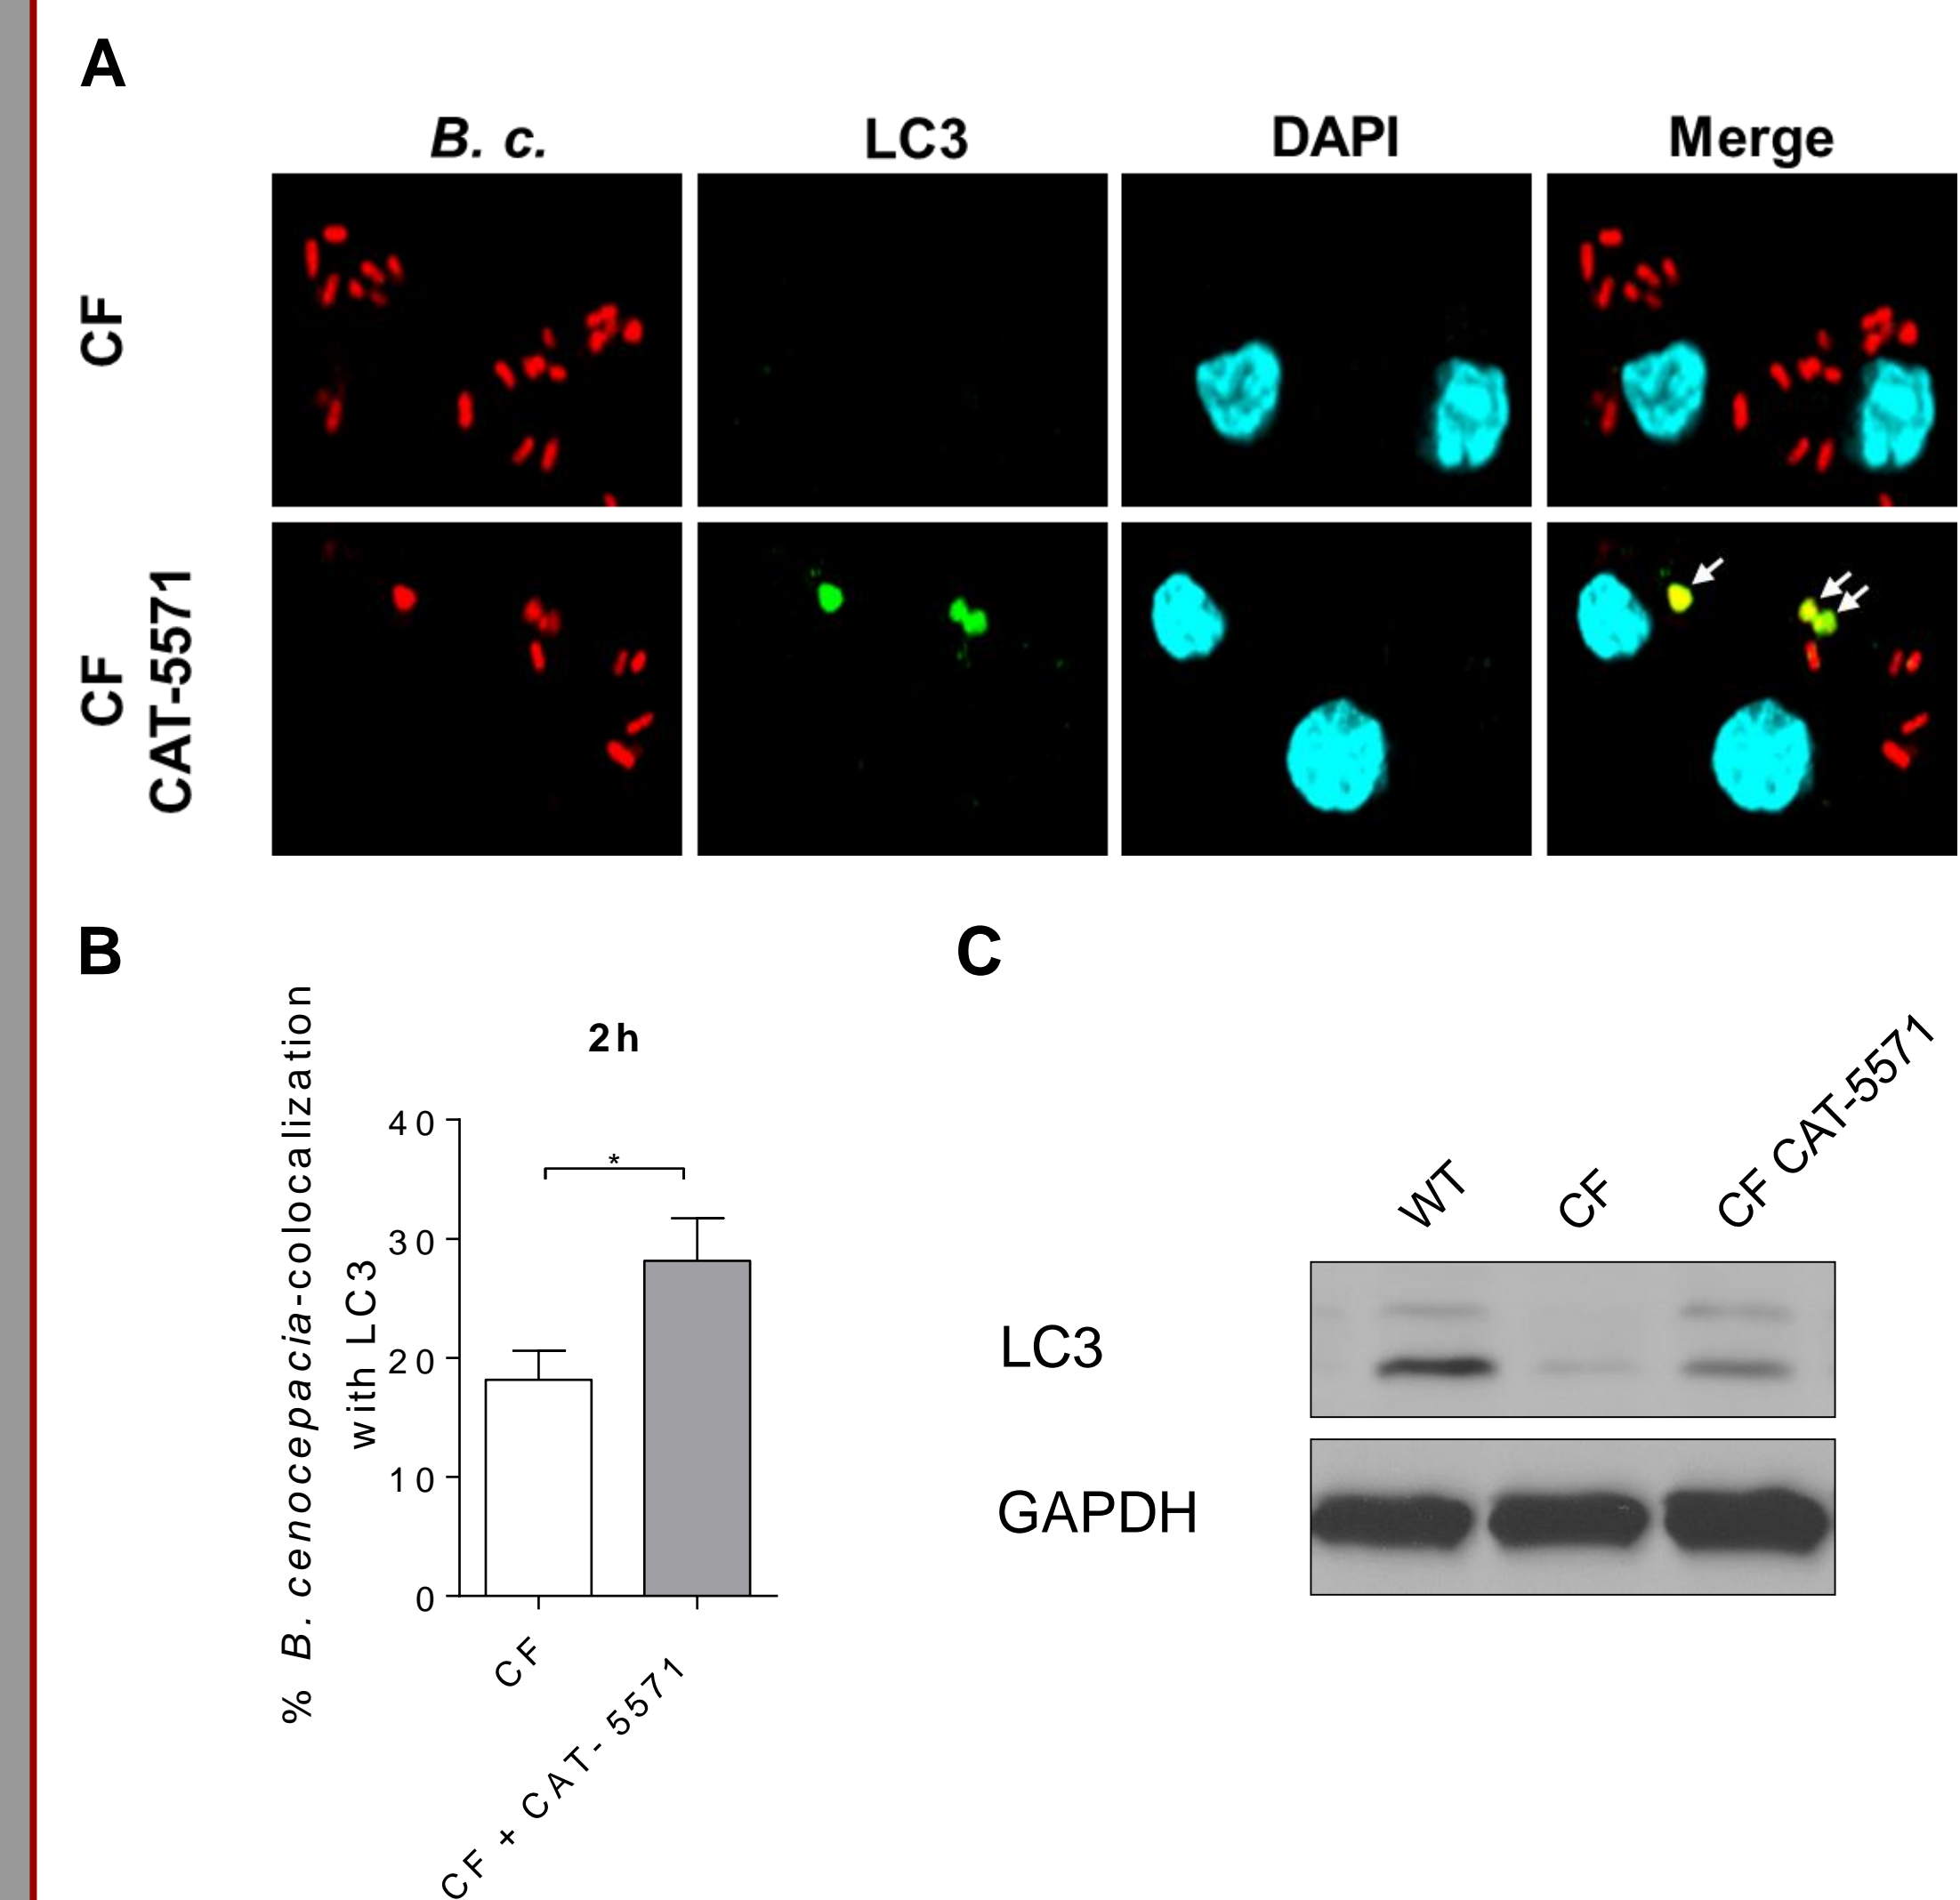 A
B. c.
LC3
DAPI
Merge
CF
CF
CAT-5571
B
2h
% B. cenocepacia-colocalization
with LC3
40
30
20
10
0
*
CF
CF + CAT- 5571
C
WT
CF
CF CAT-5571
LC3
GAPDH